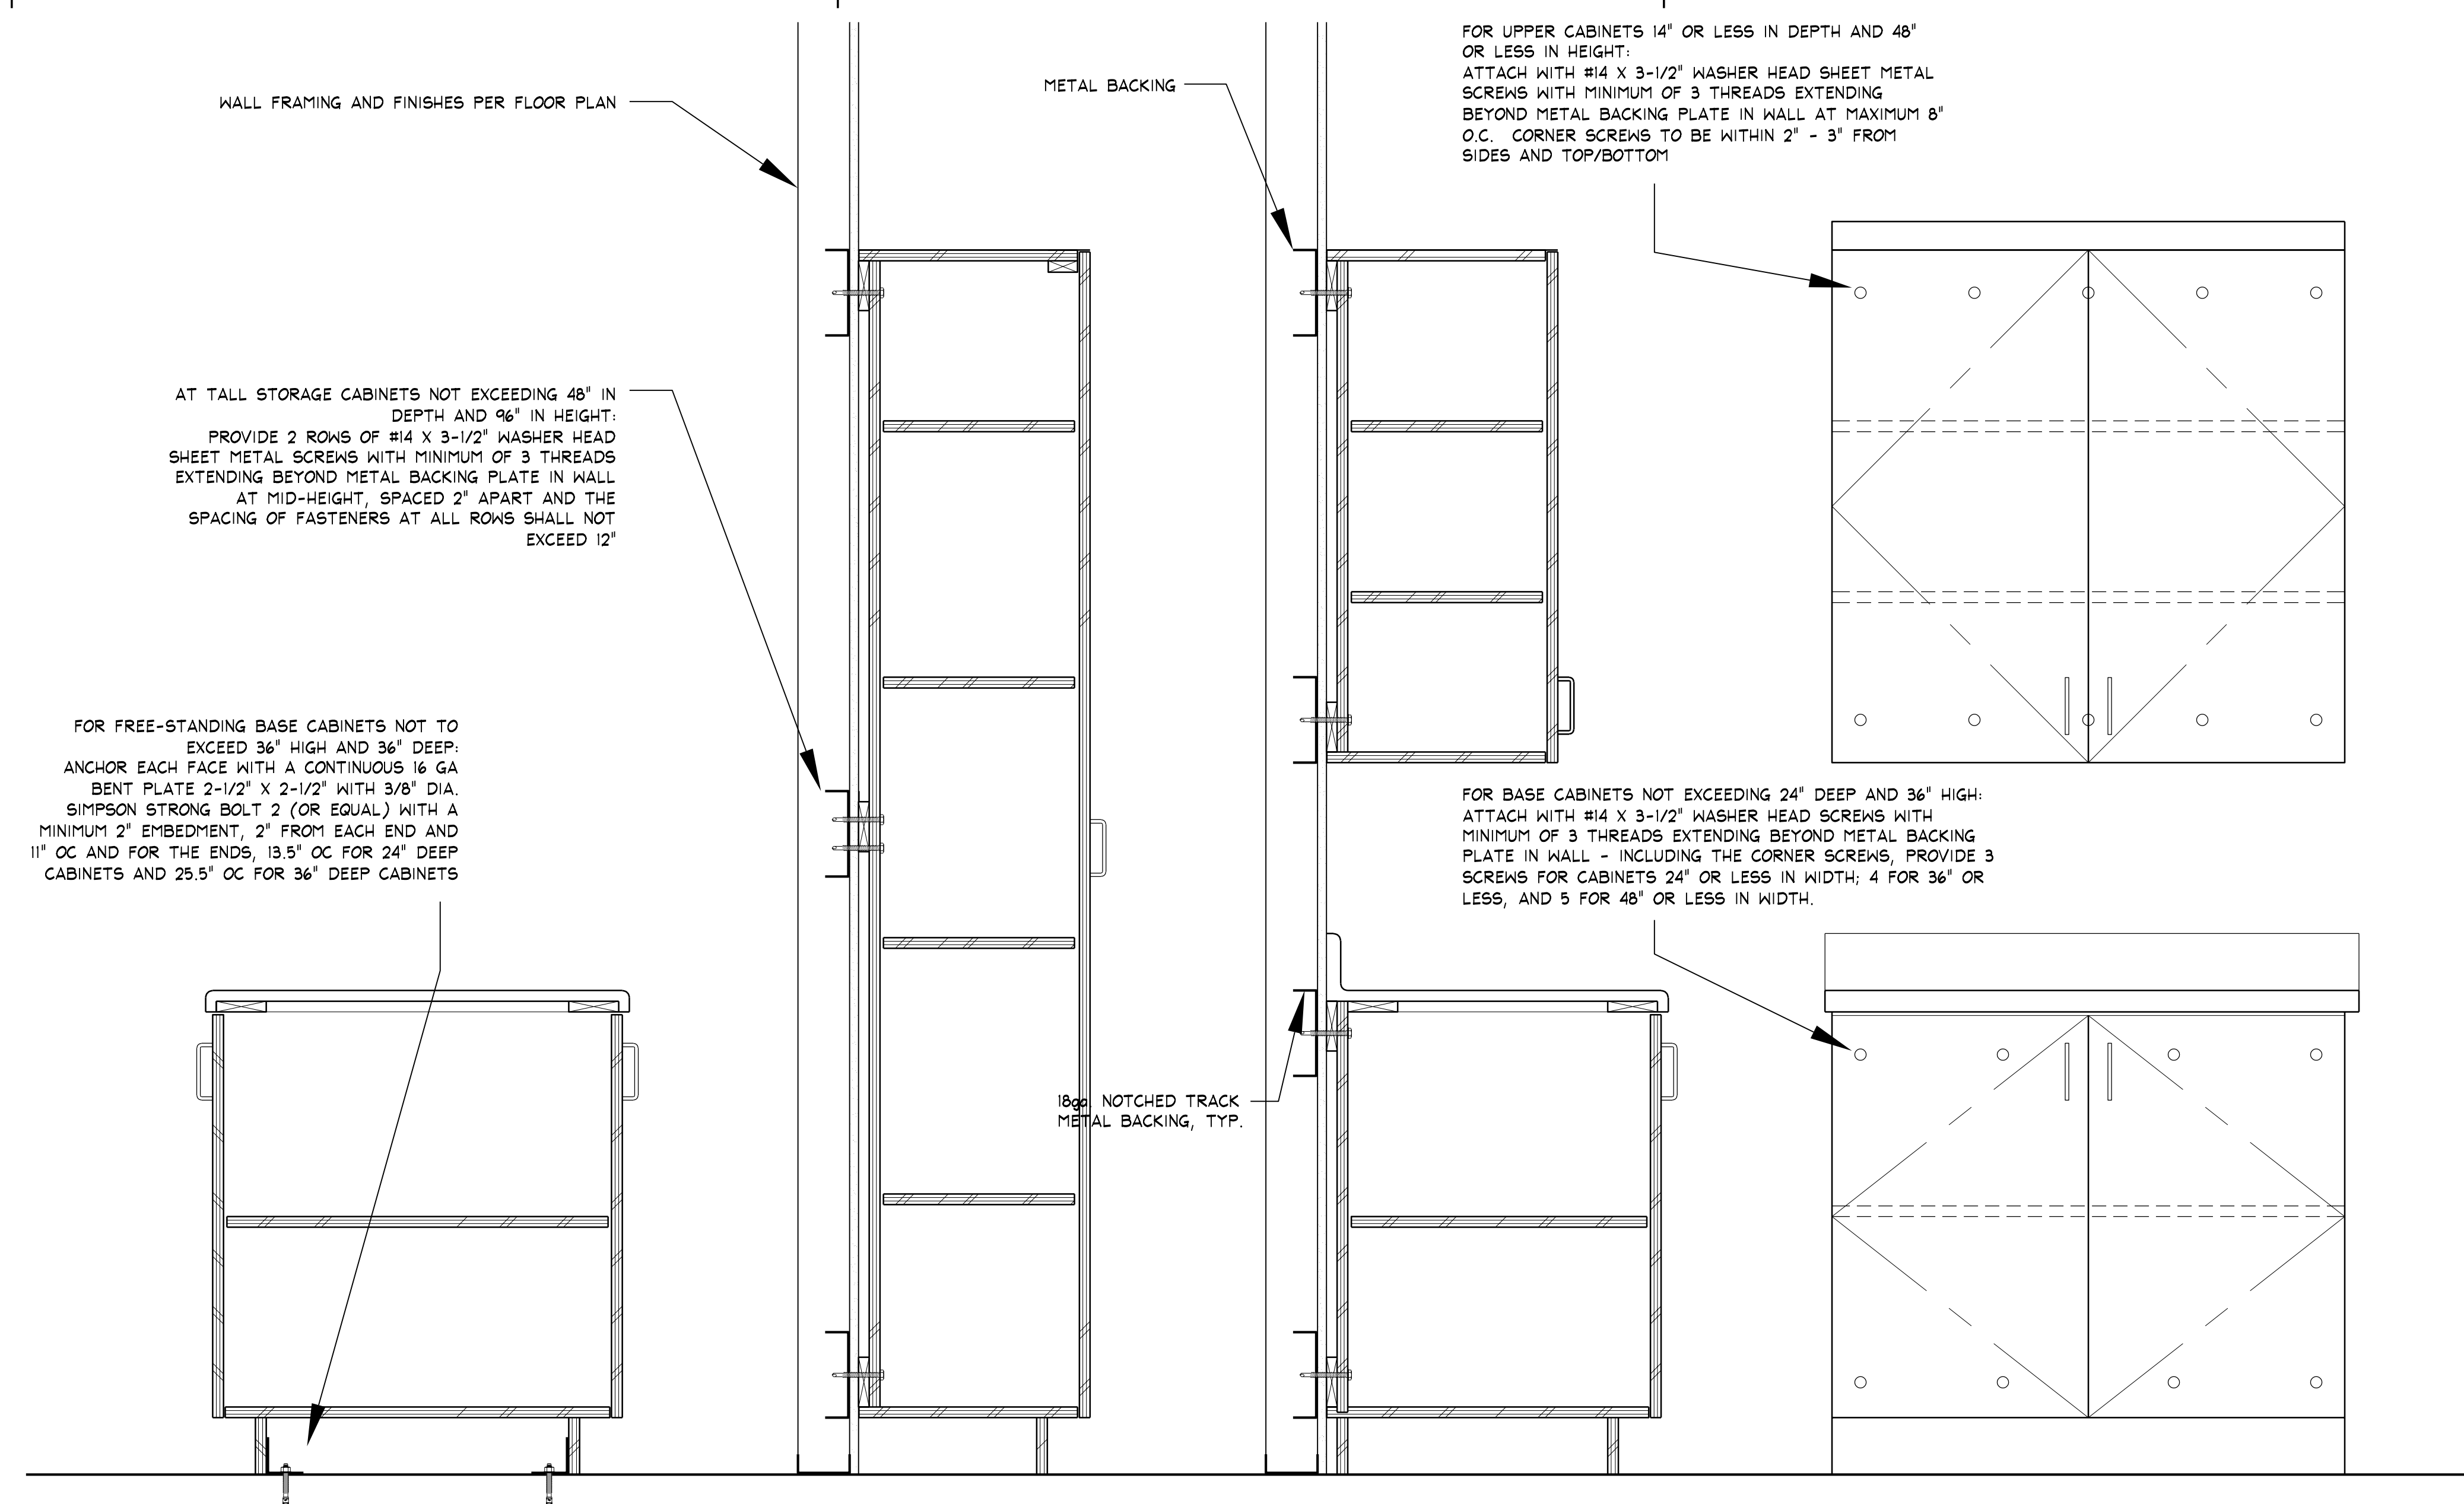 WALL FRAMING AND FINISHES PER FLOOR PLAN
METAL BACKING
FOR UPPER CABINETS 14" OR LESS IN DEPTH AND 48"
OR LESS IN HEIGHT:
ATTACH WITH #14 X 3-1/2" WASHER HEAD SHEET METAL
SCREWS WITH MINIMUM OF 3 THREADS EXTENDING
BEYOND METAL BACKING PLATE IN WALL AT MAXIMUM 8"
O.C. CORNER SCREWS TO BE WITHIN 2" - 3" FROM
SIDES AND TOP/BOTTOM
AT TALL STORAGE CABINETS NOT EXCEEDING 48" IN
DEPTH AND 96" IN HEIGHT:
PROVIDE 2 ROWS OF #14 X 3-1/2" WASHER HEAD
SHEET METAL SCREWS WITH MINIMUM OF 3 THREADS
EXTENDING BEYOND METAL BACKING PLATE IN WALL
AT MID-HEIGHT, SPACED 2" APART AND THE
SPACING OF FASTENERS AT ALL ROWS SHALL NOT
EXCEED 12"
FOR FREE-STANDING BASE CABINETS NOT TO
EXCEED 36" HIGH AND 36" DEEP:
ANCHOR EACH FACE WITH A CONTINUOUS 16 GA
BENT PLATE 2-1/2" X 2-1/2" WITH 3/8" DIA.
SIMPSON STRONG BOLT 2 (OR EQUAL) WITH A
MINIMUM 2" EMBEDMENT, 2" FROM EACH END AND
11" OC AND FOR THE ENDS, 13.5" OC FOR 24" DEEP
CABINETS AND 25.5" OC FOR 36" DEEP CABINETS
FOR BASE CABINETS NOT EXCEEDING 24" DEEP AND 36" HIGH:
ATTACH WITH #14 X 3-1/2" WASHER HEAD SCREWS WITH
MINIMUM OF 3 THREADS EXTENDING BEYOND METAL BACKING
PLATE IN WALL - INCLUDING THE CORNER SCREWS, PROVIDE 3
SCREWS FOR CABINETS 24" OR LESS IN WIDTH; 4 FOR 36" OR
LESS, AND 5 FOR 48" OR LESS IN WIDTH.
18ga. NOTCHED TRACK
METAL BACKING, TYP.